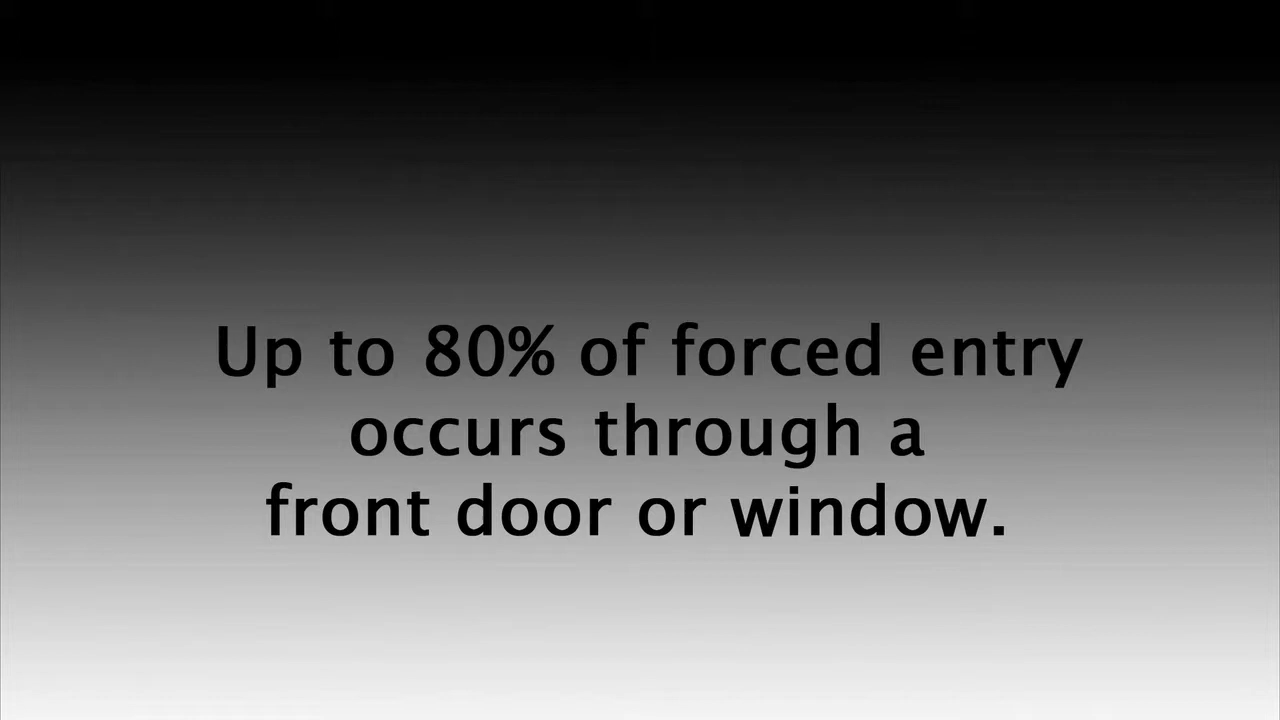 Up to 80% of forced entry
occurs through a
front door or window.